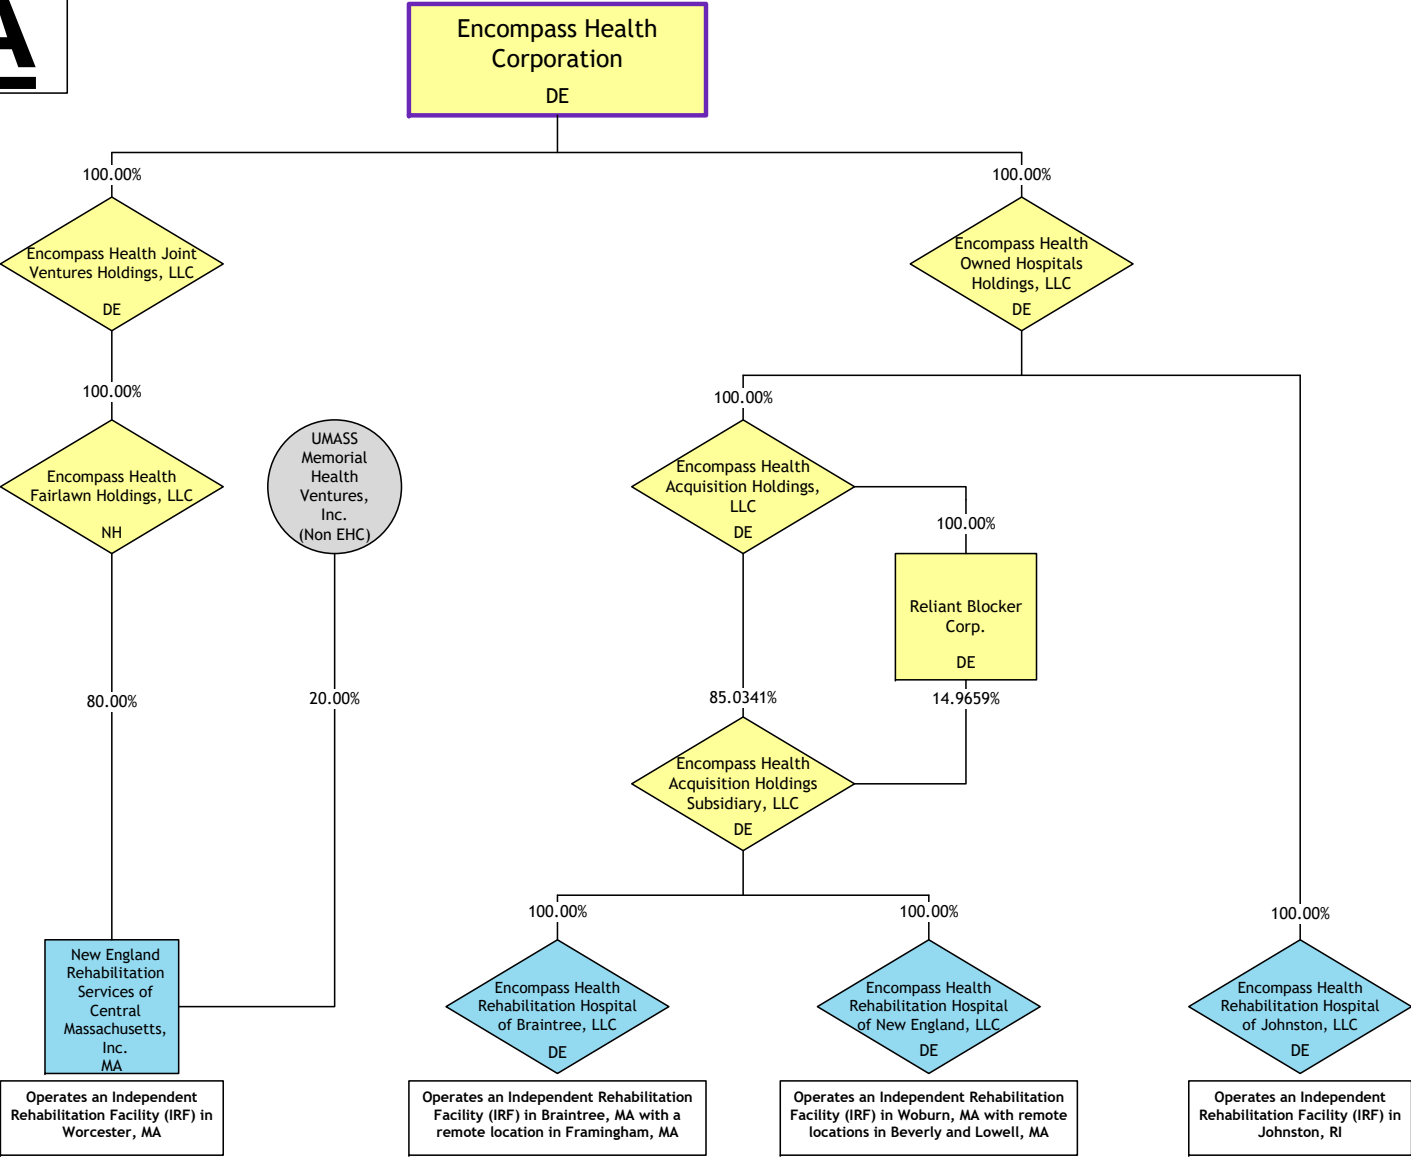 A
Encompass Health
Corporation
DE
100.00%
100.00%
Encompass Health Joint
Ventures Holdings, LLC
DE
Encompass Health
Owned Hospitals
Holdings, LLC
DE
100.00%
100.00%
Encompass Health
Fairlawn Holdings, LLC
NH
UMASS
Memorial
Health
Ventures,
Inc.
(Non EHC)
Encompass Health
Acquisition Holdings,
LLC
DE
100.00%
Reliant Blocker
Corp.
DE
80.00%
20.00%
85.0341%
14.9659%
Encompass Health
Acquisition Holdings
Subsidiary, LLC
DE
100.00%
100.00%
100.00%
New England
Rehabilitation
Services of
Central
Massachusetts,
Inc.
MA
Encompass Health
Rehabilitation Hospital
of Braintree, LLC
DE
Encompass Health
Rehabilitation Hospital
of New England, LLC
DE
Encompass Health
Rehabilitation Hospital
of Johnston, LLC
DE
Operates an Independent
Rehabilitation Facility (IRF) in
Worcester, MA
Operates an Independent Rehabilitation
Facility (IRF) in Braintree, MA with a
remote location in Framingham, MA
Operates an Independent Rehabilitation
Facility (IRF) in Woburn, MA with remote
locations in Beverly and Lowell, MA
Operates an Independent
Rehabilitation Facility (IRF) in
Johnston, RI